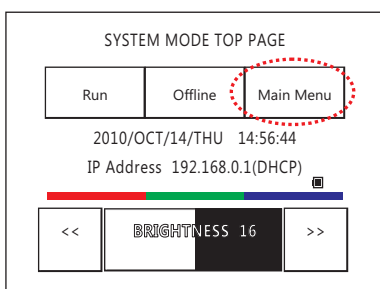 SYSTEM MODE TOP PAGE
Run Offline Main Menu
2010/OCT/14/THU 14:56:44
IP Address 192.168.0.1(DHCP)
<< BRIGHTNESS 16 >>